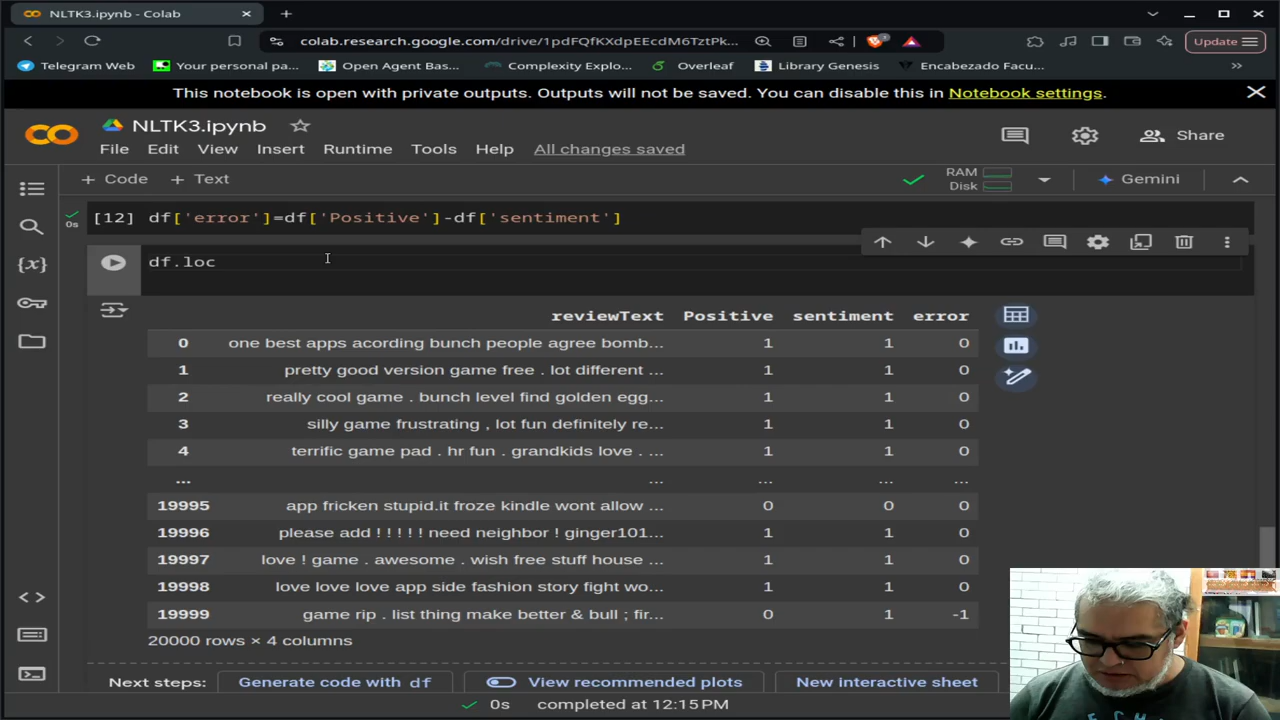 NLTK3.ipynb - Colab
colab.research.google.com/drive/1pdFQfKXdpEEcdM6TztPk...
Update
Telegram Web
Your personal pa...
Open Agent Bas...
Complexity Explo...
Overleaf
Library Genesis
Encabezado Facu...
This notebook is open with private outputs. Outputs will not be saved. You can disable this in Notebook settings.
NLTK3.ipynb
File Edit View Insert Runtime Tools Help All changes saved
Share
+ Code + Text
RAM
Disk
Gemini
0s
[12] df['error']=df['Positive']-df['sentiment']
df.loc
reviewText Positive sentiment error
0 one best apps acording bunch people agree bomb... 1 1 0
1 pretty good version game free . lot different ... 1 1 0
2 really cool game . bunch level find golden egg... 1 1 0
3 silly game frustrating , lot fun definitely re... 1 1 0
4 terrific game pad . hr fun . grandkids love . ... 1 1 0
... ... ... ... ...
19995 app fricken stupid.it froze kindle wont allow ... 0 0 0
19996 please add ! ! ! ! ! need neighbor ! ginger101... 1 1 0
19997 love ! game . awesome . wish free stuff house ... 1 1 0
19998 love love love app side fashion story fight wo... 1 1 0
19999 game rip . list thing make better & bull ; fir... 0 1 -1
20000 rows × 4 columns
Next steps: Generate code with df View recommended plots New interactive sheet
0s completed at 12:15 PM